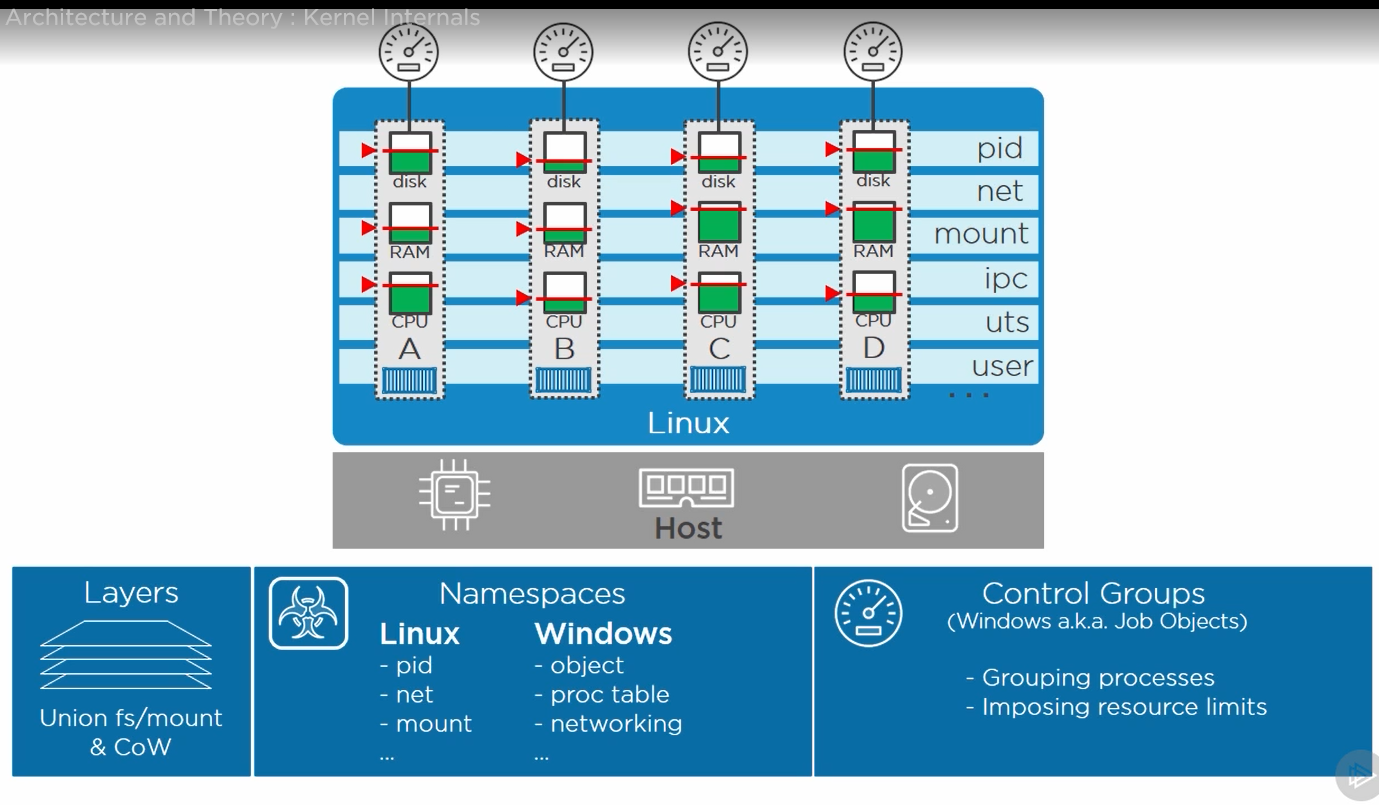 Architecture and Theory : Kernel Internals
disk
disk
disk
disk
RAM
RAM
RAM
RAM
CPU
CPU
CPU
CPU
A
B
C
D
pid
net
mount
ipc
uts
user
...
Linux
Host
Layers
Union fs/mount
& CoW
Namespaces
Linux
- pid
- net
- mount
...
Windows
- object
- proc table
- networking
...
Control Groups
(Windows a.k.a. Job Objects)
- Grouping processes
- Imposing resource limits